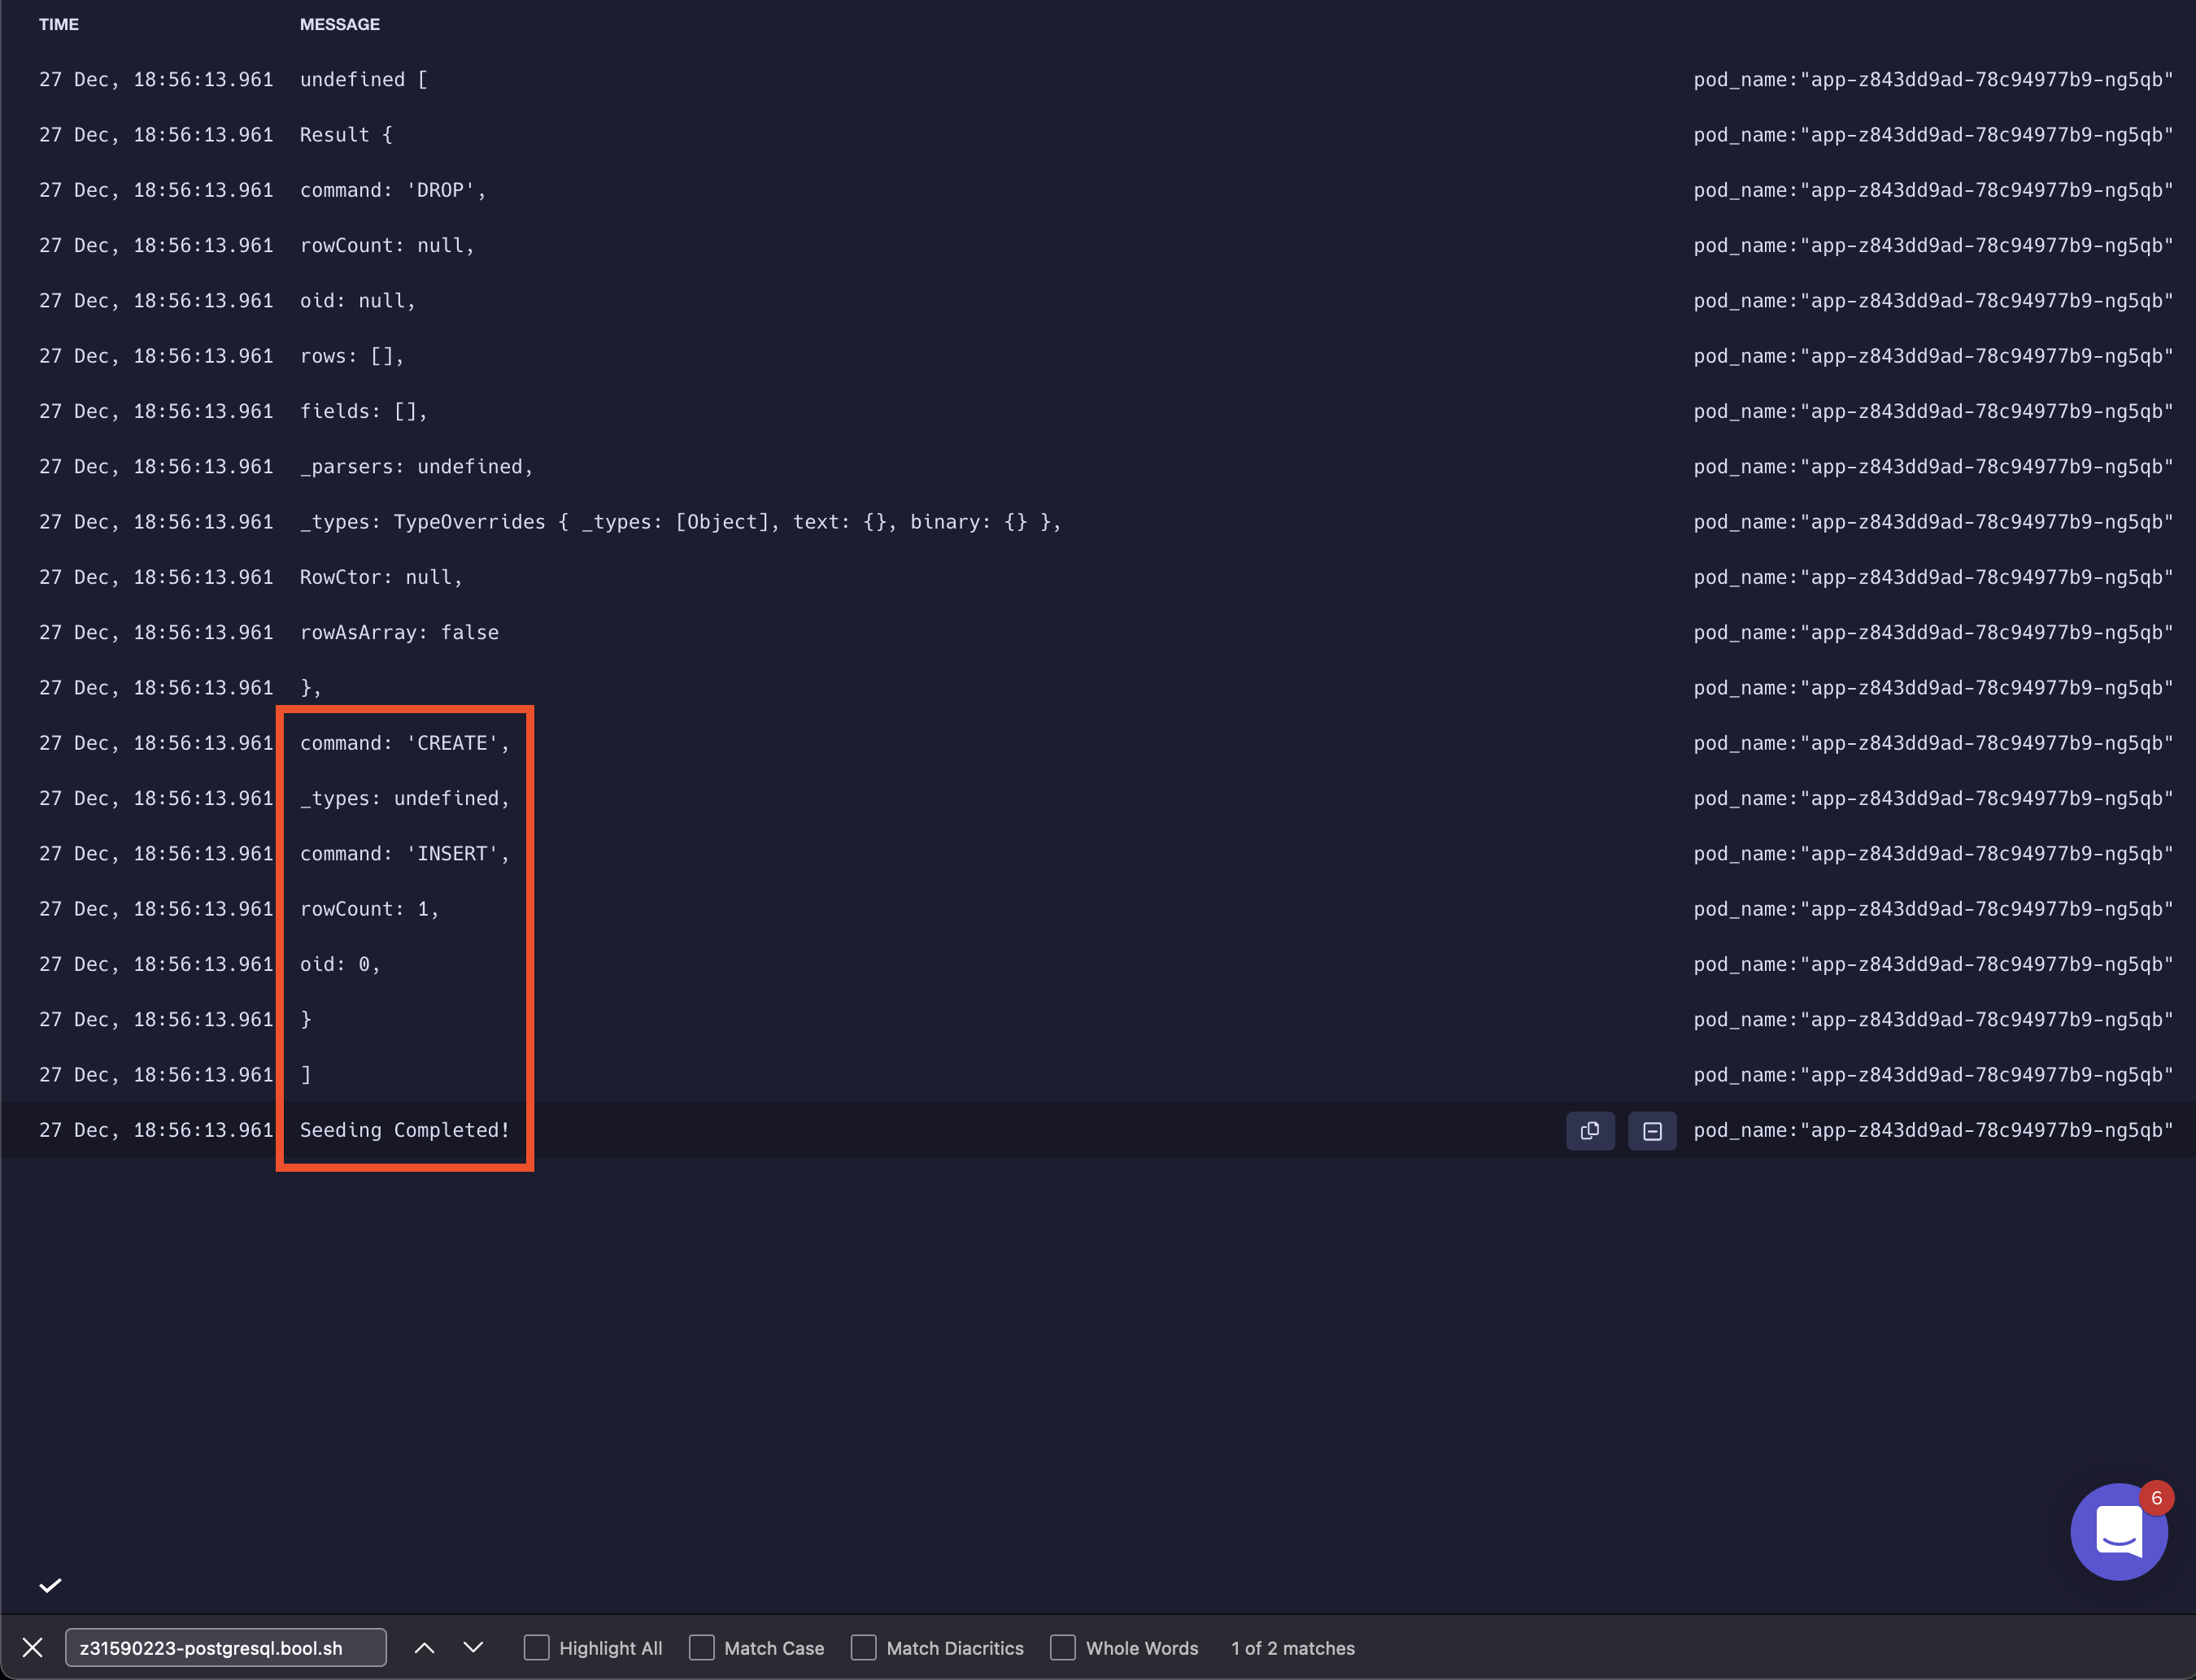 TIME MESSAGE
27 Dec, 18:56:13.961 undefined [ pod_name:"app-z843dd9ad-78c94977b9-ng5qb"
27 Dec, 18:56:13.961 Result { pod_name:"app-z843dd9ad-78c94977b9-ng5qb"
27 Dec, 18:56:13.961 command: 'DROP', pod_name:"app-z843dd9ad-78c94977b9-ng5qb"
27 Dec, 18:56:13.961 rowCount: null, pod_name:"app-z843dd9ad-78c94977b9-ng5qb"
27 Dec, 18:56:13.961 oid: null, pod_name:"app-z843dd9ad-78c94977b9-ng5qb"
27 Dec, 18:56:13.961 rows: [], pod_name:"app-z843dd9ad-78c94977b9-ng5qb"
27 Dec, 18:56:13.961 fields: [], pod_name:"app-z843dd9ad-78c94977b9-ng5qb"
27 Dec, 18:56:13.961 _parsers: undefined, pod_name:"app-z843dd9ad-78c94977b9-ng5qb"
27 Dec, 18:56:13.961 _types: TypeOverrides { _types: [Object], text: {}, binary: {} }, pod_name:"app-z843dd9ad-78c94977b9-ng5qb"
27 Dec, 18:56:13.961 RowCtor: null, pod_name:"app-z843dd9ad-78c94977b9-ng5qb"
27 Dec, 18:56:13.961 rowAsArray: false pod_name:"app-z843dd9ad-78c94977b9-ng5qb"
27 Dec, 18:56:13.961 }, pod_name:"app-z843dd9ad-78c94977b9-ng5qb"
27 Dec, 18:56:13.961 command: 'CREATE', pod_name:"app-z843dd9ad-78c94977b9-ng5qb"
27 Dec, 18:56:13.961 _types: undefined, pod_name:"app-z843dd9ad-78c94977b9-ng5qb"
27 Dec, 18:56:13.961 command: 'INSERT', pod_name:"app-z843dd9ad-78c94977b9-ng5qb"
27 Dec, 18:56:13.961 rowCount: 1, pod_name:"app-z843dd9ad-78c94977b9-ng5qb"
27 Dec, 18:56:13.961 oid: 0, pod_name:"app-z843dd9ad-78c94977b9-ng5qb"
27 Dec, 18:56:13.961 } pod_name:"app-z843dd9ad-78c94977b9-ng5qb"
27 Dec, 18:56:13.961 ] pod_name:"app-z843dd9ad-78c94977b9-ng5qb"
27 Dec, 18:56:13.961 Seeding Completed! pod_name:"app-z843dd9ad-78c94977b9-ng5qb"
6
z31590223-postgresql.bool.sh Highlight All Match Case Match Diacritics Whole Words 1 of 2 matches